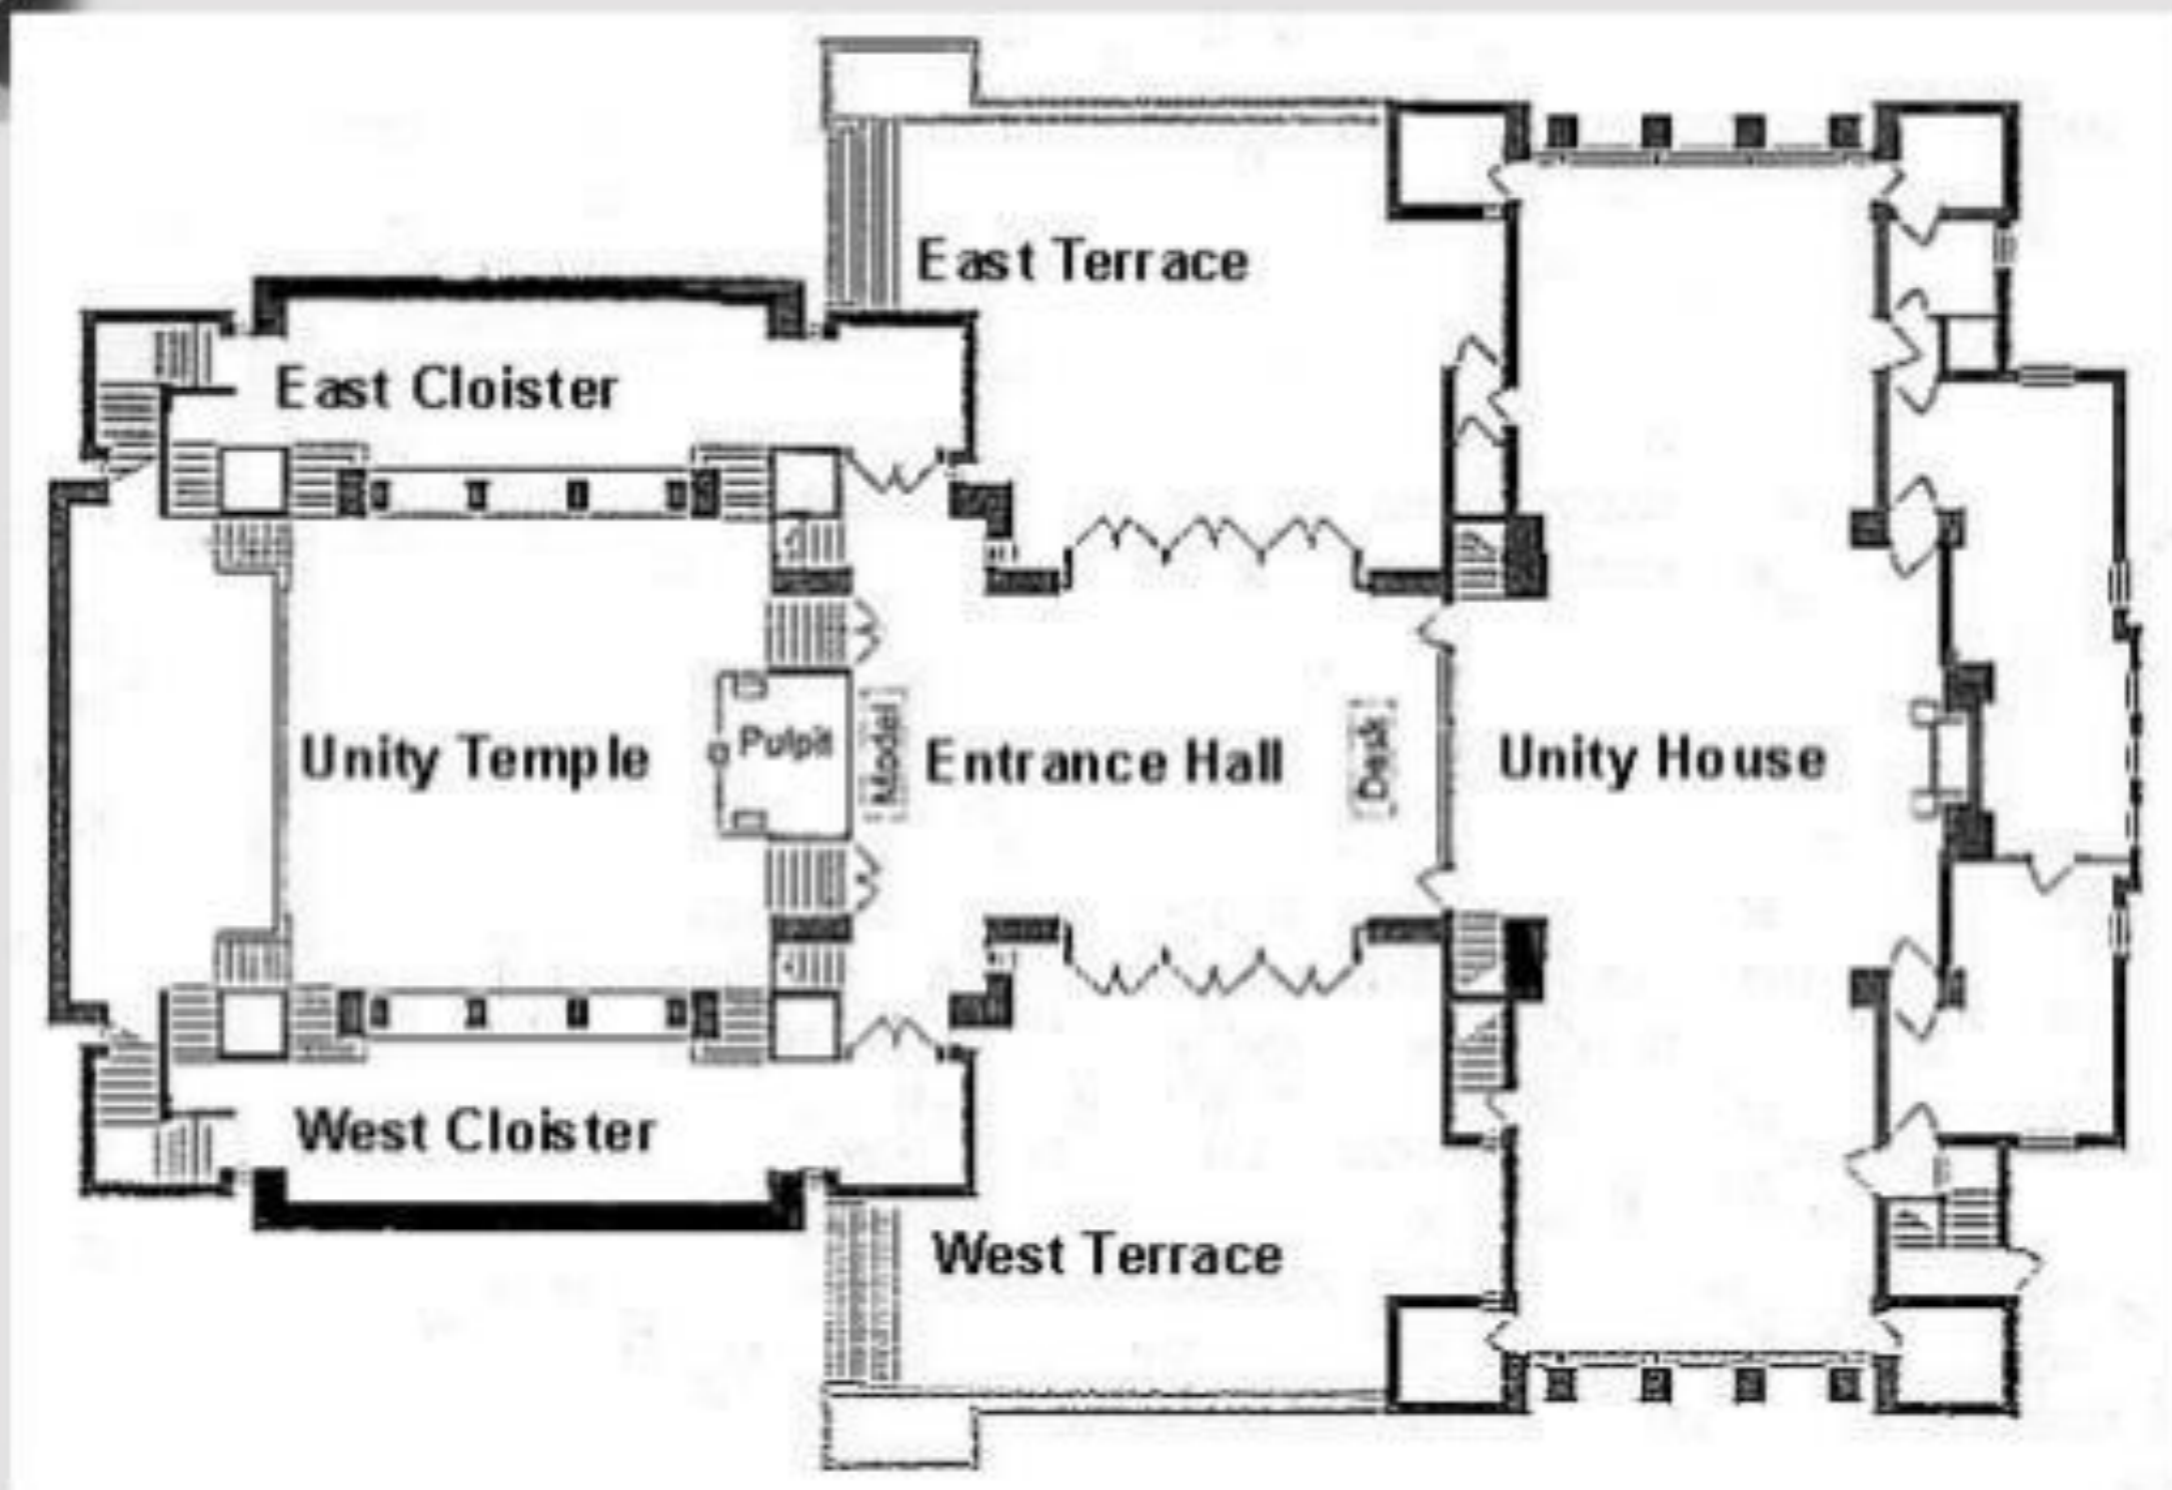 East Terrace
East Cloister
Unity Temple
Pulpit
Model
Entrance Hall
Desk
Unity House
West Cloister
West Terrace